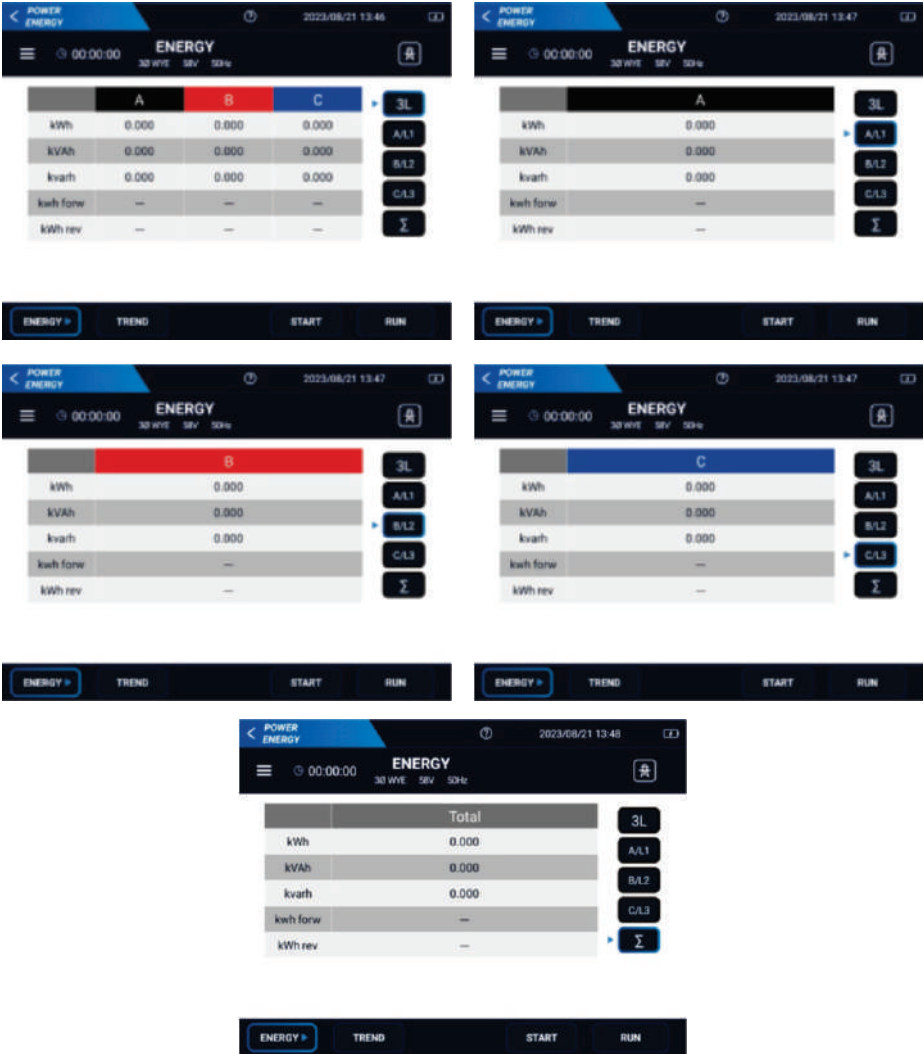 POWER
ENERGY
2023/08/21 13:46
00:00:00
ENERGY
3Ø WYE 58V 50Hz
A B C
kWh 0.000 0.000 0.000
kVAh 0.000 0.000 0.000
kvarh 0.000 0.000 0.000
kwh forw — — —
kWh rev — — —
3L
A/L1
B/L2
C/L3
Σ
ENERGY TREND START RUN
POWER
ENERGY
2023/08/21 13:47
00:00:00
ENERGY
3Ø WYE 58V 50Hz
A
kWh 0.000
kVAh 0.000
kvarh 0.000
kwh forw —
kWh rev —
3L
A/L1
B/L2
C/L3
Σ
ENERGY TREND START RUN
POWER
ENERGY
2023/08/21 13:47
00:00:00
ENERGY
3Ø WYE 58V 50Hz
B
kWh 0.000
kVAh 0.000
kvarh 0.000
kwh forw —
kWh rev —
3L
A/L1
B/L2
C/L3
Σ
ENERGY TREND START RUN
POWER
ENERGY
2023/08/21 13:47
00:00:00
ENERGY
3Ø WYE 58V 50Hz
C
kWh 0.000
kVAh 0.000
kvarh 0.000
kwh forw —
kWh rev —
3L
A/L1
B/L2
C/L3
Σ
ENERGY TREND START RUN
POWER
ENERGY
2023/08/21 13:48
00:00:00
ENERGY
3Ø WYE 58V 50Hz
Total
kWh 0.000
kVAh 0.000
kvarh 0.000
kwh forw —
kWh rev —
3L
A/L1
B/L2
C/L3
Σ
ENERGY TREND START RUN